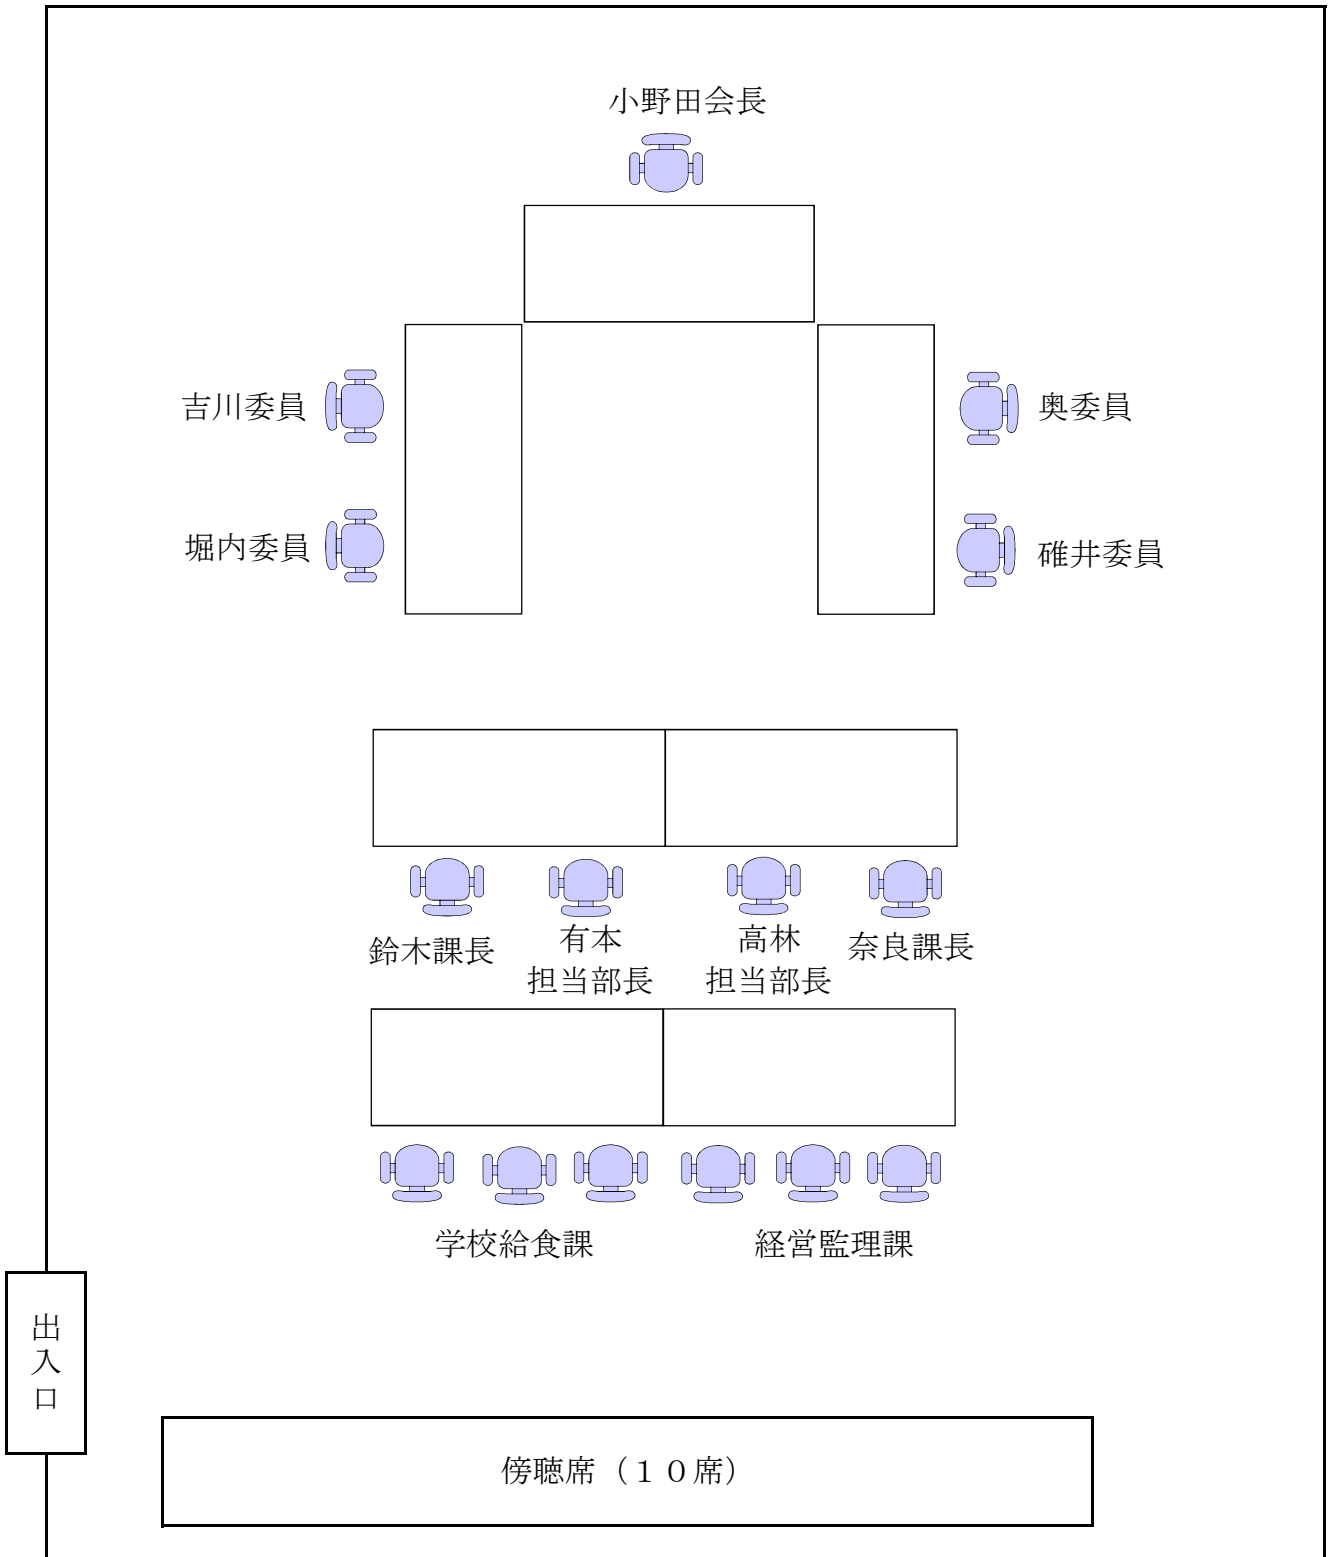 小野田会長
吉川委員
奥委員
堀内委員
碓井委員
鈴木課長
有本
担当部長
高林
担当部長
奈良課長
学校給食課
経営監理課
出入口
傍聴席（１０席）